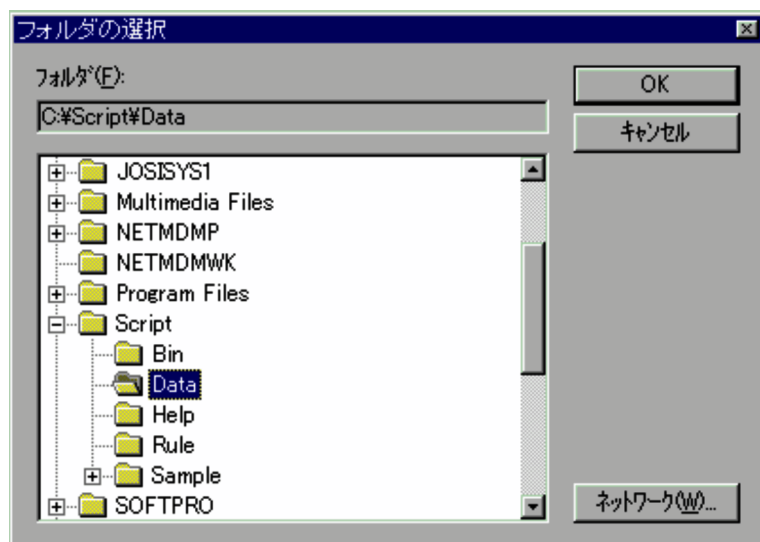 フォルダの選択
ﾌｫﾙﾀﾞ(F):
C:¥Script¥Data
OK
ｷｬﾝｾﾙ
JOSISYS1
Multimedia Files
NETMDMP
NETMDMWK
Program Files
Script
Bin
Data
Help
Rule
Sample
SOFTPRO
ﾈｯﾄﾜｰｸ(W)...